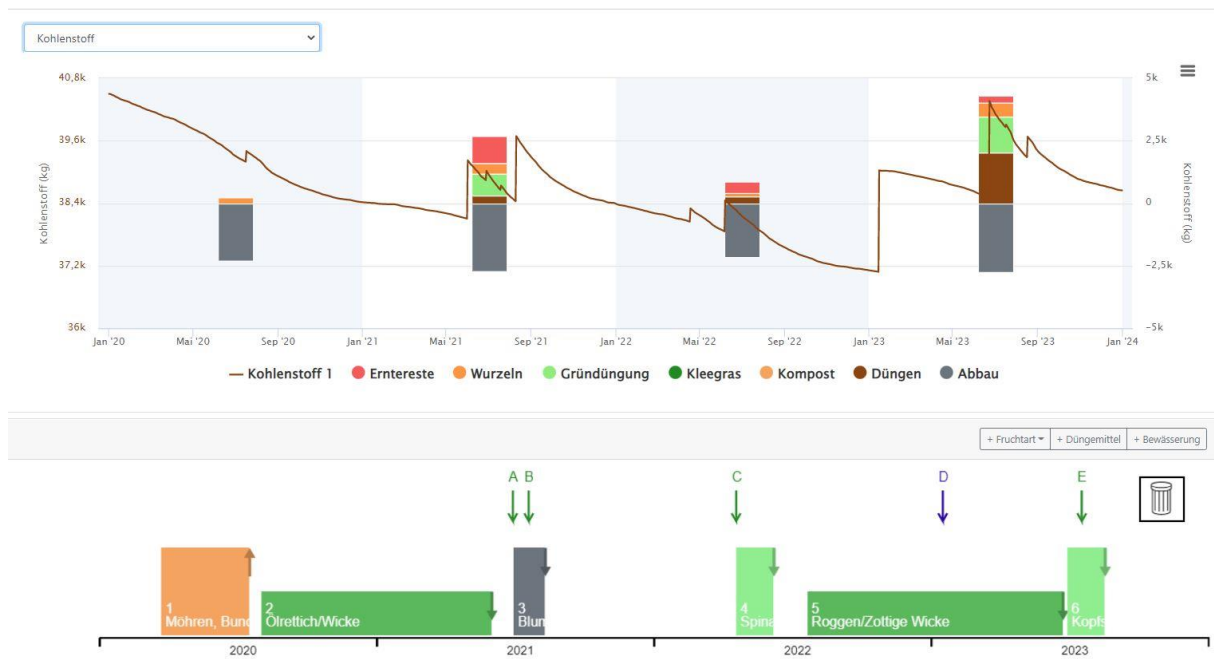 Kohlenstoff
40,8k
39,6k
38,4k
37,2k
36k
Kohlenstoff (kg)
5k
2,5k
0
−2,5k
−5k
Kohlenstoff (kg)
Jan '20 Mai '20 Sep '20 Jan '21 Mai '21 Sep '21 Jan '22 Mai '22 Sep '22 Jan '23 Mai '23 Sep '23 Jan '24
Kohlenstoff 1 Erntereste Wurzeln Gründüngung Kleegras Kompost Düngen Abbau
+ Fruchtart + Düngemittel + Bewässerung
A B C D E
1 2 3 4 5 6
Möhren, Bund Ölrettich/Wicke Blum Spina Roggen/Zottige Wicke Kopfs
2020 2021 2022 2023